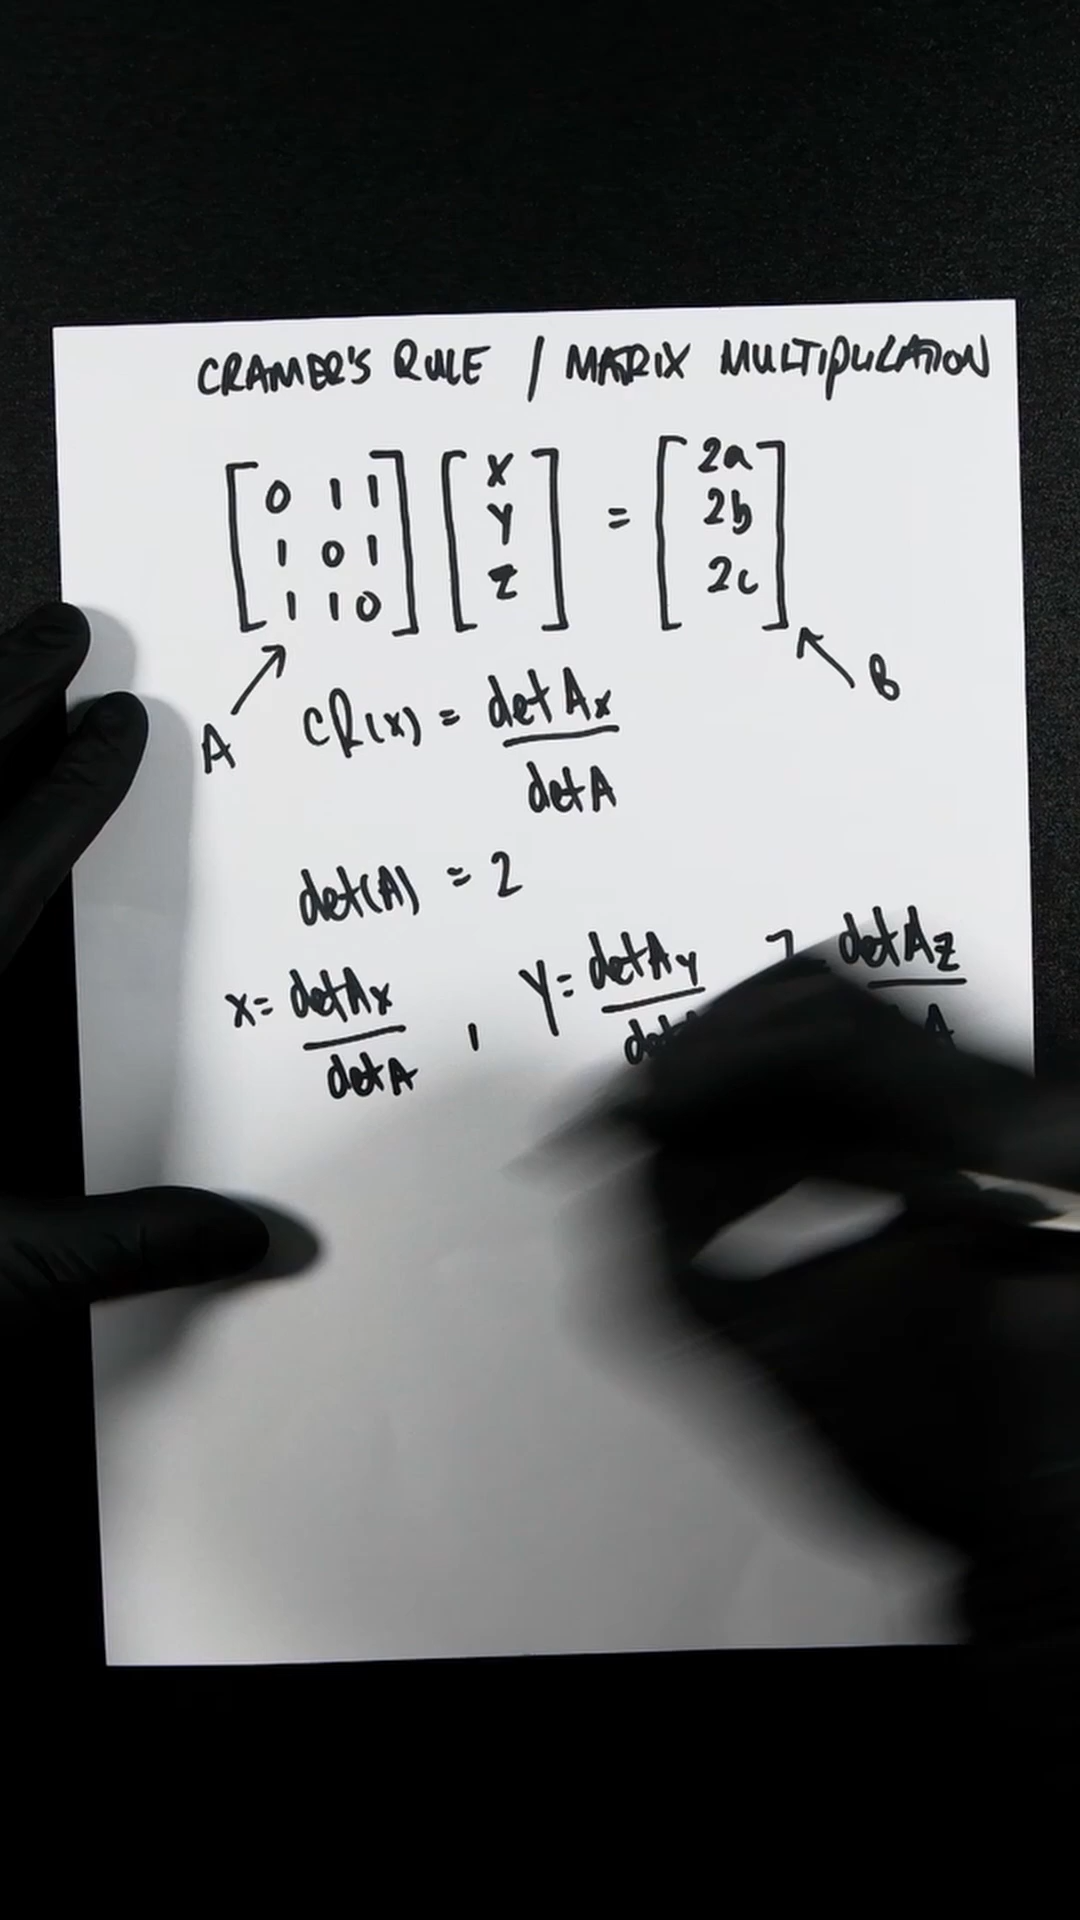 CRAMER'S RULE / MATRIX MULTIPLICATION
[0 1 1] [x] = [2a]
[1 0 1] [y] [2b]
[1 1 0] [z] [2c]
A CR(x) = det Ax / det A B
det(A) = 2
x = det Ax / det A , y = det Ay / det z = det Az / A